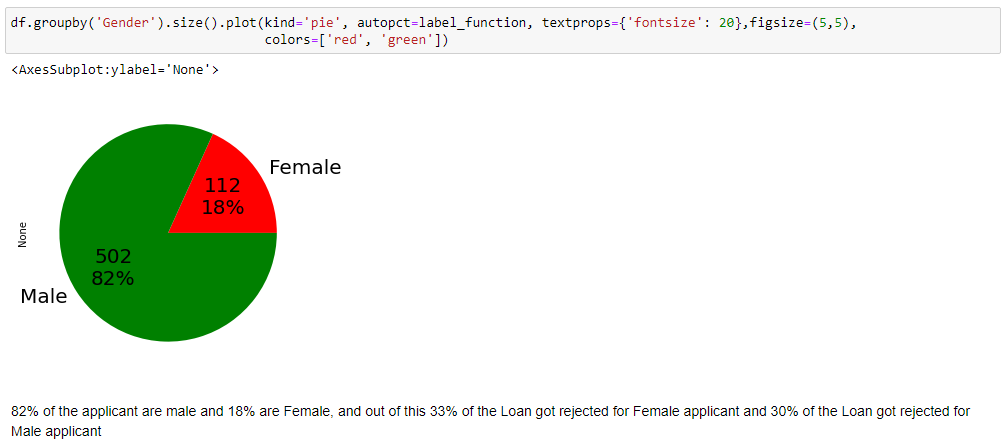 df.groupby('Gender').size().plot(kind='pie', autopct=label_function, textprops={'fontsize': 20},figsize=(5,5),
colors=['red', 'green'])
<AxesSubplot:ylabel='None'>
Female
112
18%
None
502
82%
Male
82% of the applicant are male and 18% are Female, and out of this 33% of the Loan got rejected for Female applicant and 30% of the Loan got rejected for
Male applicant